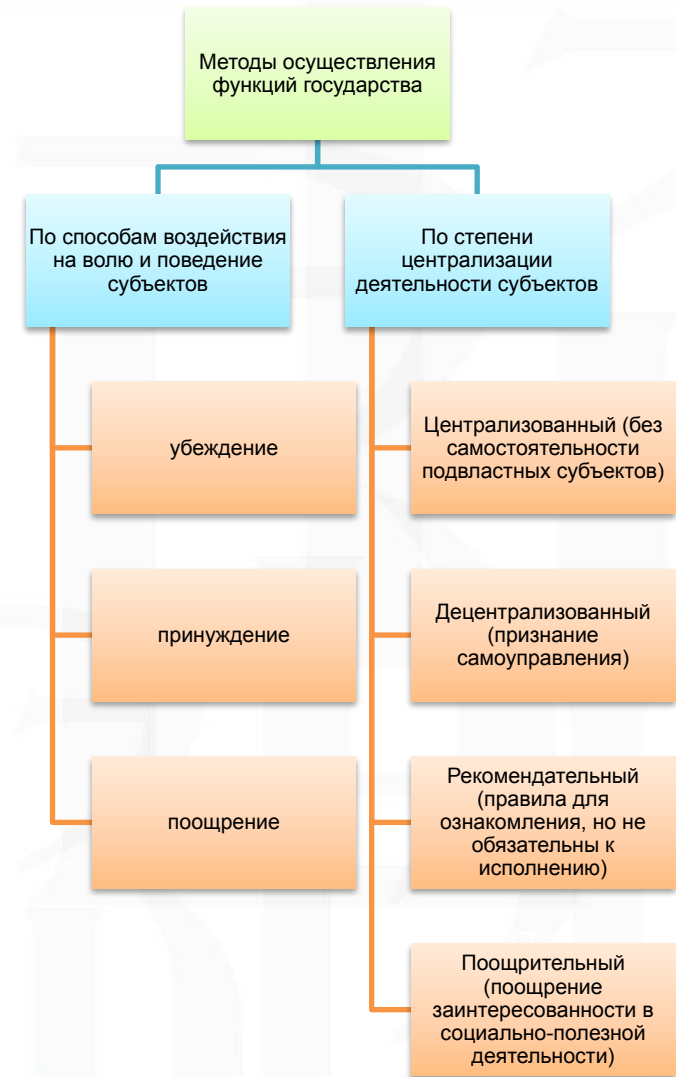 Методы осуществления
функций государства
По способам воздействия
на волю и поведение
субъектов
убеждение
принуждение
поощрение
По степени
централизации
деятельности субъектов
Централизованный (без
самостоятельности
подвластных субъектов)
Децентрализованный
(признание
самоуправления)
Рекомендательный
(правила для
ознакомления, но не
обязательны к
исполнению)
Поощрительный
(поощрение
заинтересованности в
социально-полезной
деятельности)